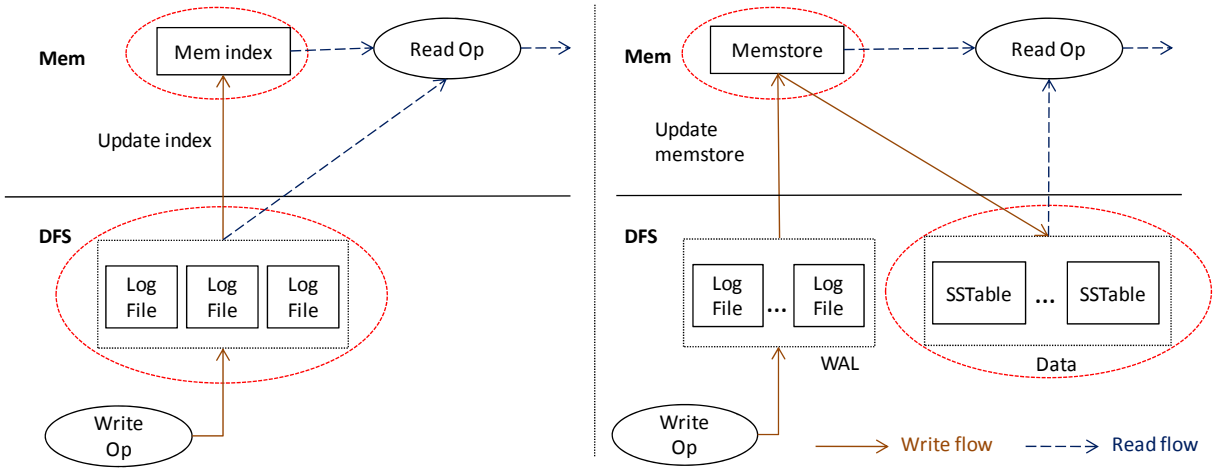 Mem
Mem index
Read Op
Update index
DFS
Log
File
Log
File
Log
File
Write
Op
Mem
Memstore
Read Op
Update
memstore
DFS
Log
File
...
Log
File
WAL
SSTable
...
SSTable
Data
Write
Op
Write flow
Read flow